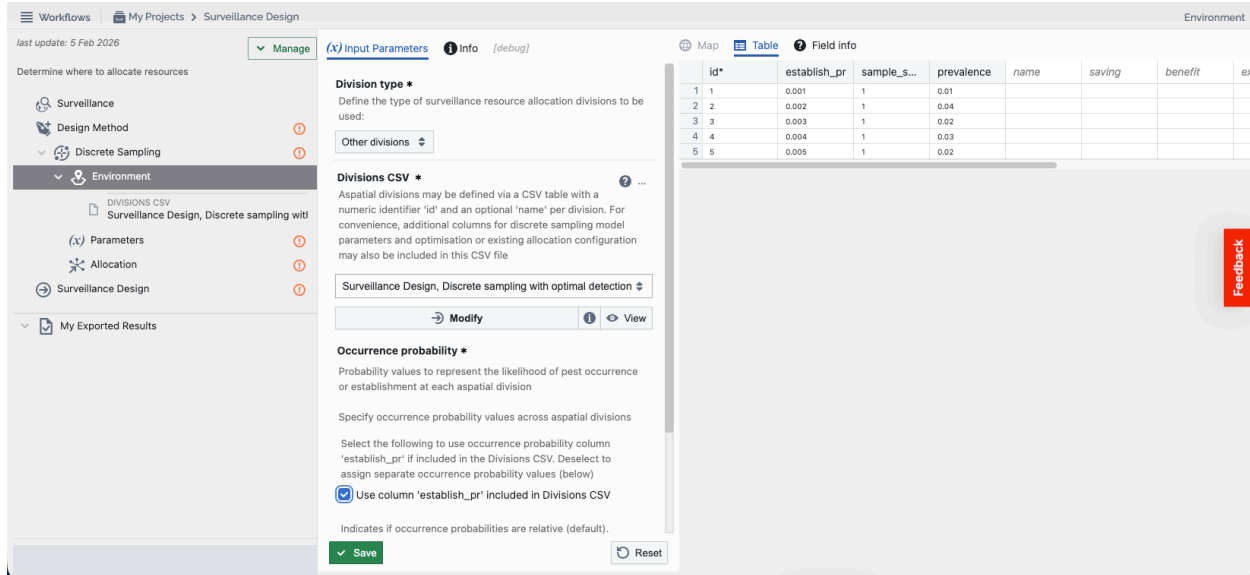 Workflows
My Projects > Surveillance Design
Environment
last update: 5 Feb 2026
Manage
Determine where to allocate resources
Surveillance
Design Method
Discrete Sampling
Environment
DIVISIONS CSV
Surveillance Design, Discrete sampling with
(x) Parameters
Allocation
Surveillance Design
My Exported Results
(x) Input Parameters
Info
[debug]
Division type *
Define the type of surveillance resource allocation divisions to be
used:
Other divisions
Divisions CSV *
...
Aspatial divisions may be defined via a CSV table with a
numeric identifier 'id' and an optional 'name' per division. For
convenience, additional columns for discrete sampling model
parameters and optimisation or existing allocation configuration
may also be included in this CSV file
Surveillance Design, Discrete sampling with optimal detection
Modify
View
Occurrence probability *
Probability values to represent the likelihood of pest occurrence
or establishment at each aspatial division
Specify occurrence probability values across aspatial divisions
Select the following to use occurrence probability column
'establish_pr' if included in the Divisions CSV. Deselect to
assign separate occurrence probability values (below)
Use column 'establish_pr' included in Divisions CSV
Indicates if occurrence probabilities are relative (default).
Save
Reset
Map
Table
Field info
id* establish_pr sample_s... prevalence name saving benefit ex
1 1 0.001 1 0.01
2 2 0.002 1 0.04
3 3 0.003 1 0.02
4 4 0.004 1 0.03
5 5 0.005 1 0.02
Feedback